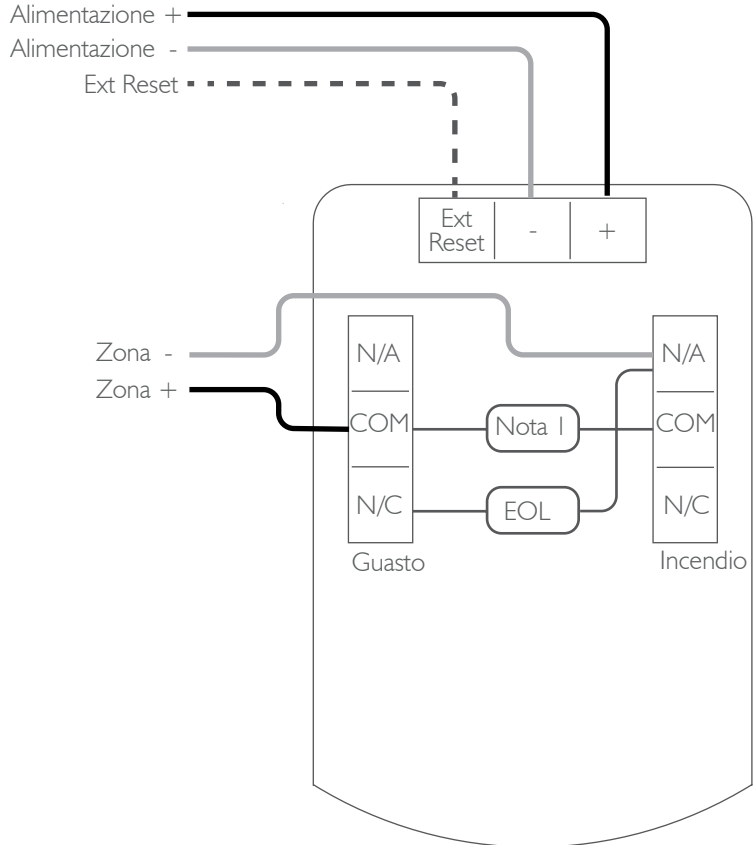 Alimentazione +
Alimentazione -
Ext Reset
Ext
Reset
-
+
Zona -
Zona +
N/A
COM
N/C
Guasto
Nota 1
EOL
N/A
COM
N/C
Incendio